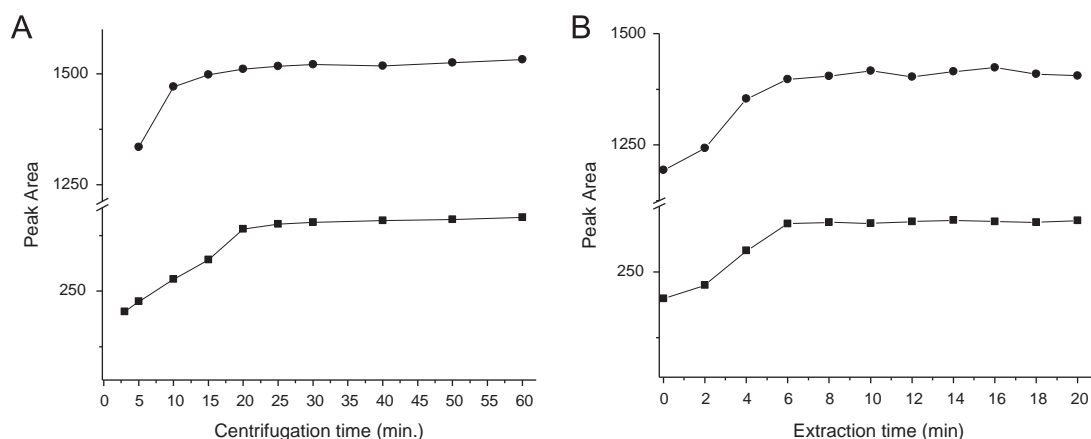 A
B
1500
1250
250
Peak Area
0 5 10 15 20 25 30 35 40 45 50 55 60
Centrifugation time (min.)
1500
1250
250
Peak Area
0 2 4 6 8 10 12 14 16 18 20
Extraction time (min)